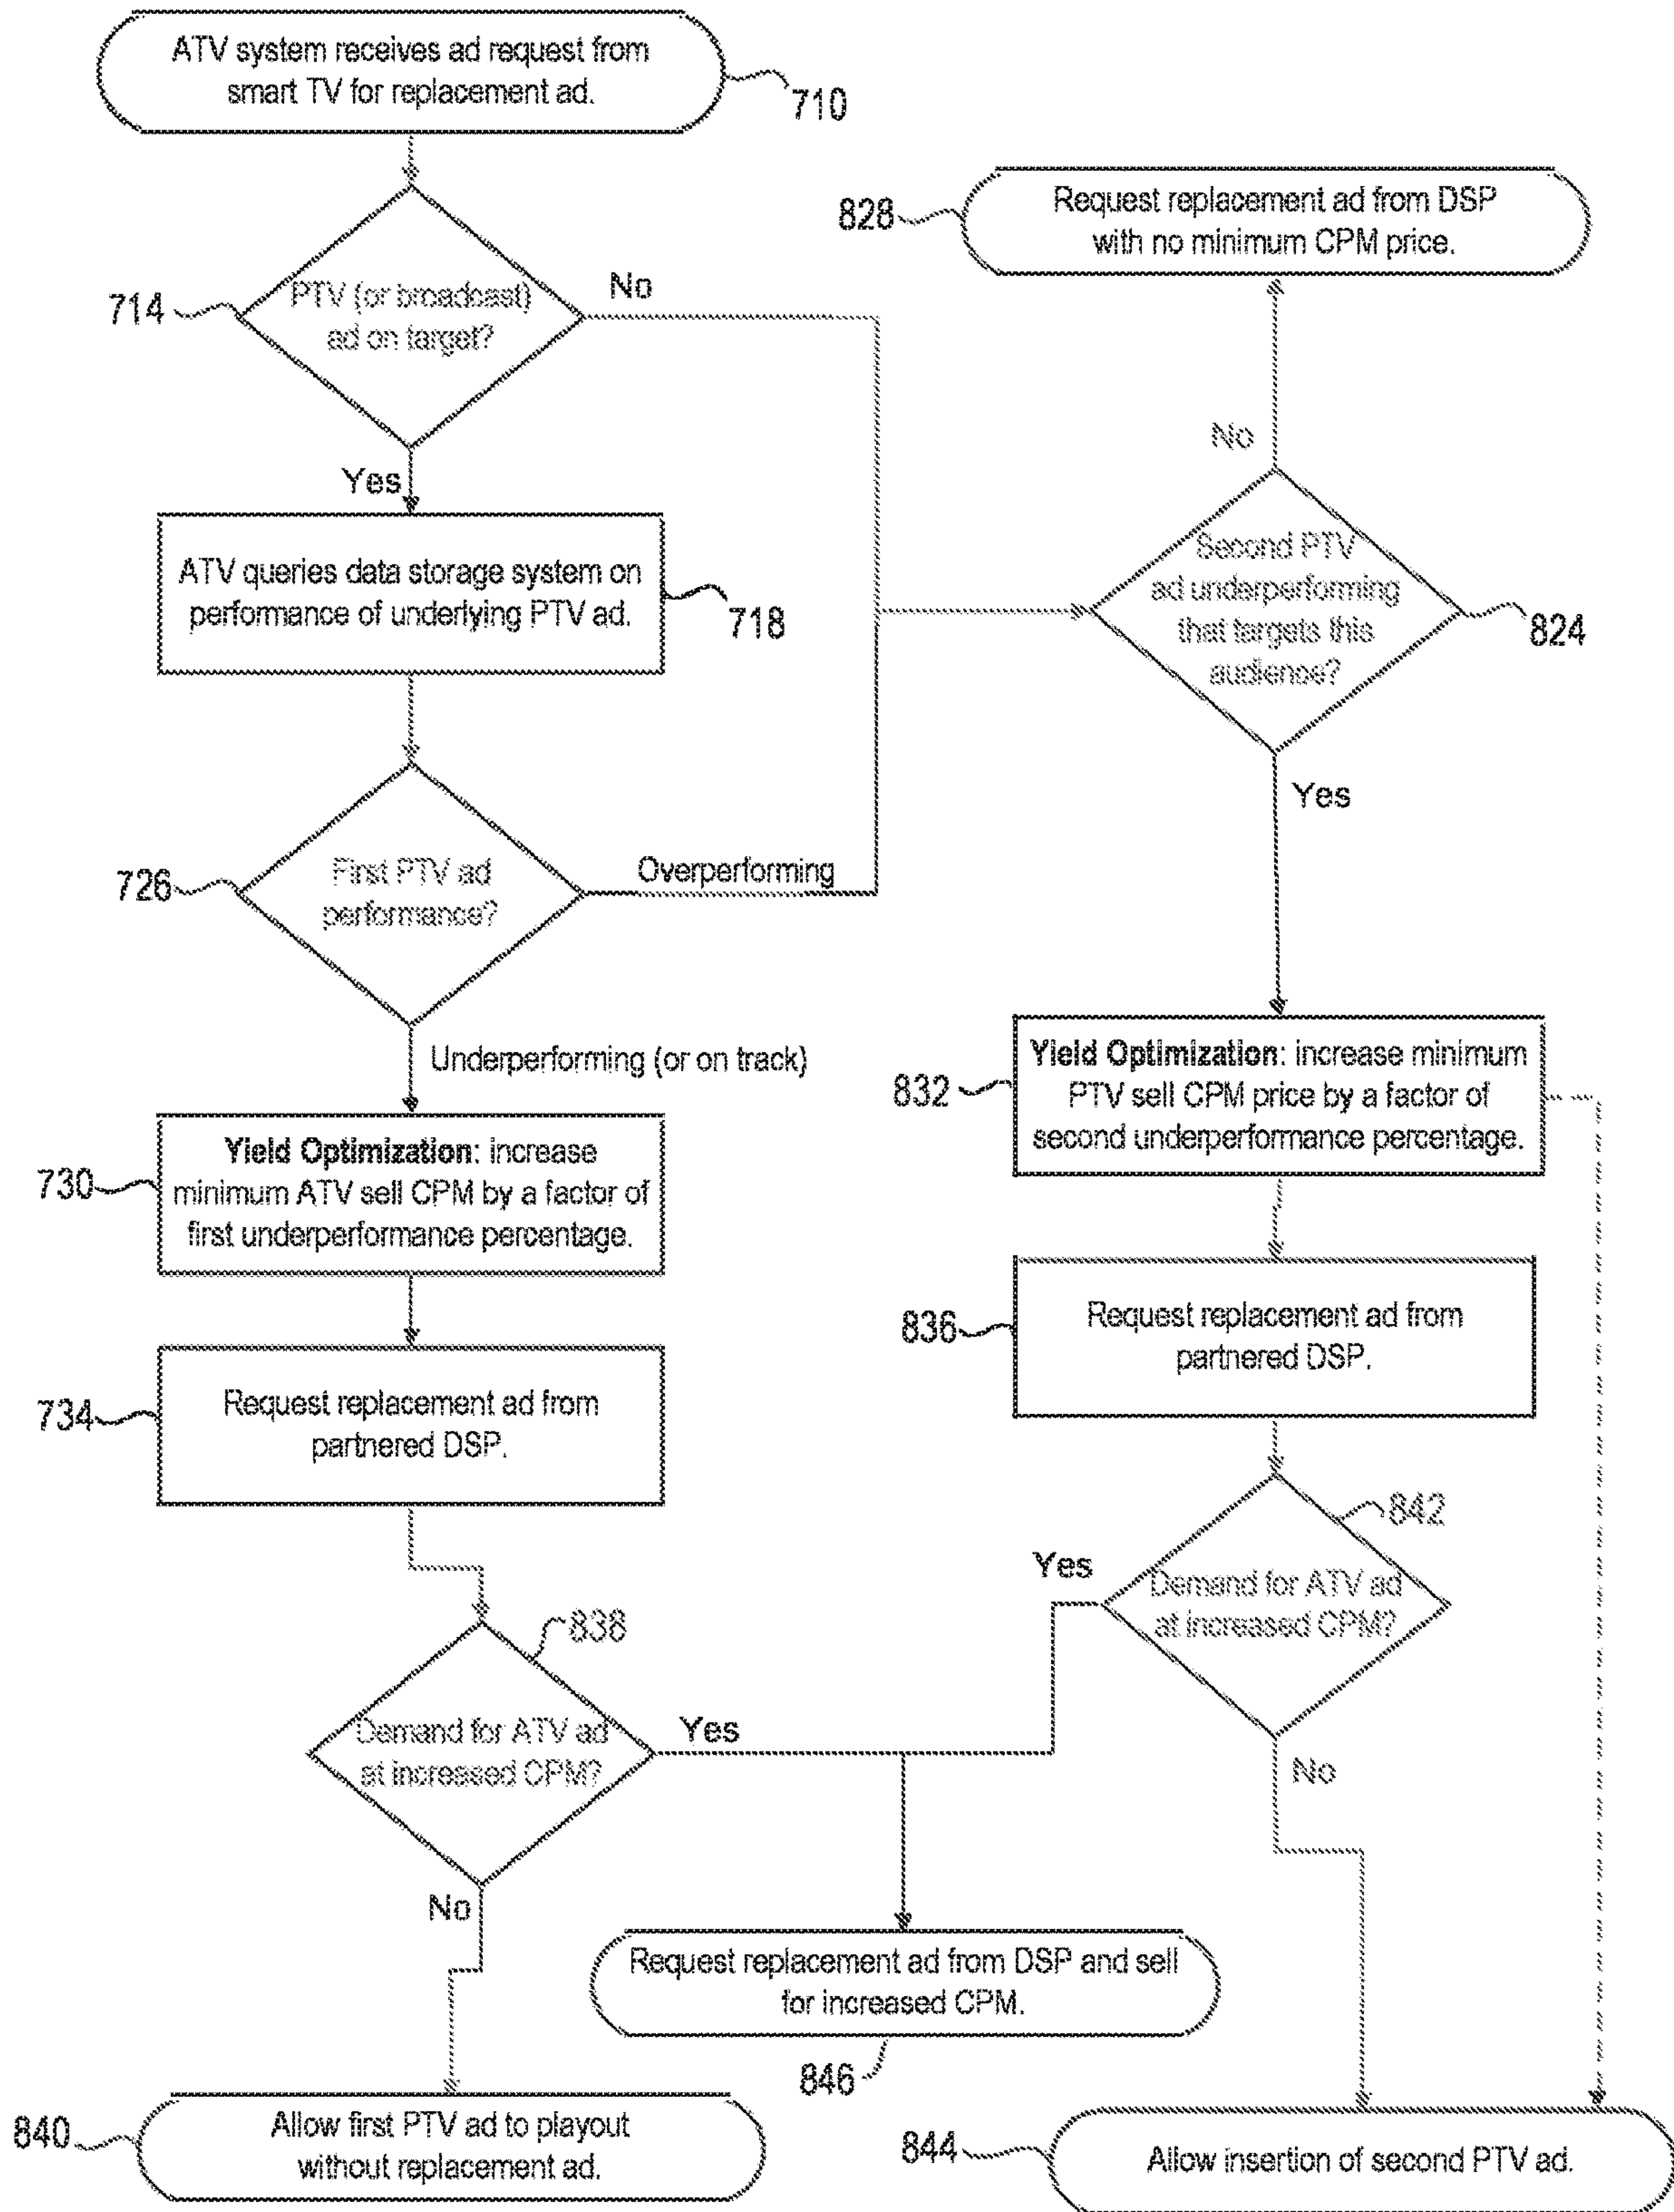 ATV system receives ad request from
smart TV for replacement ad.
710
828
Request replacement ad from DSP
with no minimum CPM price.
714
PTV (or broadcast)
ad on target?
No
Yes
No
ATV queries data storage system on
performance of underlying PTV ad.
718
Second PTV
ad underperforming
that targets this
audience?
824
Yes
726
First PTV ad
performance?
Overperforming
Underperforming (or on track)
832
Yield Optimization: increase minimum
PTV sell CPM price by a factor of
second underperformance percentage.
730
Yield Optimization: increase
minimum ATV sell CPM by a factor of
first underperformance percentage.
836
Request replacement ad from
partnered DSP.
734
Request replacement ad from
partnered DSP.
842
Yes
Demand for ATV ad
at increased CPM?
No
838
Demand for ATV ad
at increased CPM?
Yes
No
Request replacement ad from DSP and sell
for increased CPM.
846
840
Allow first PTV ad to playout
without replacement ad.
844
Allow insertion of second PTV ad.